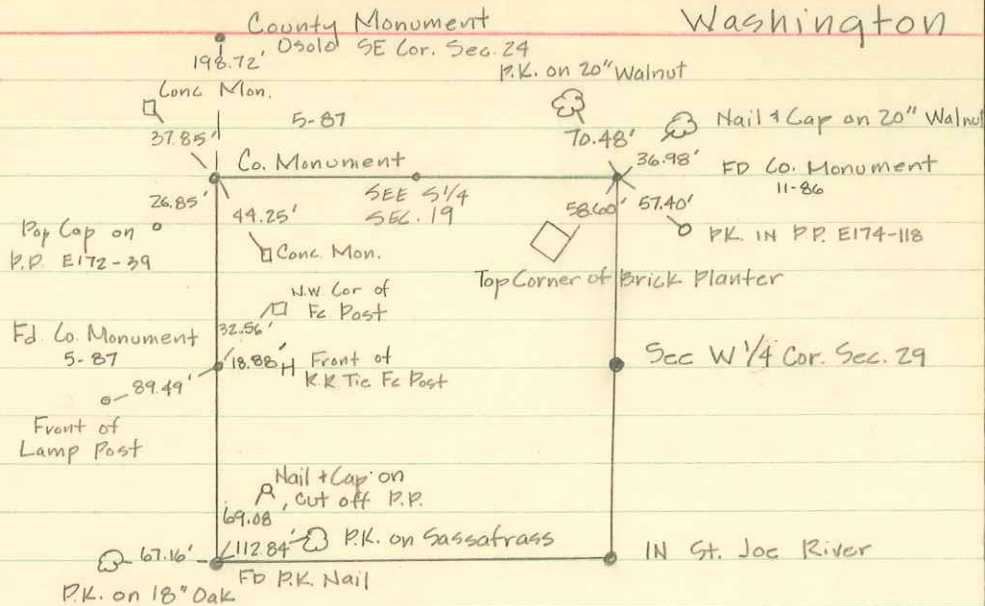 Washington
County Monument
Osolo SE Cor. Sec. 24
198.72'
P.K. on 20" Walnut
Conc Mon.
5-87
Nail & Cap on 20" Walnut
37.85'
70.48'
36.98'
Co. Monument
FD Co. Monument
11-86
SEE S1/4
SEC. 19
26.85'
44.25'
58.60'
57.40'
Pop Cap on
P.P. E172-39
Conc Mon.
P.K. IN P.P. E174-118
Top Corner of Brick Planter
N.W. Cor of
Fc Post
32.56'
Fd. Co. Monument
5-87
18.88'
Front of
R.R Tie Fc Post
See W 1/4 Cor. Sec. 29
89.49'
Front of
Lamp Post
Nail + Cap on
Cut off P.P.
69.08
112.84'
P.K. on Sassafrass
67.16'
IN St. Joe River
FD P.K. Nail
P.K. on 18" Oak